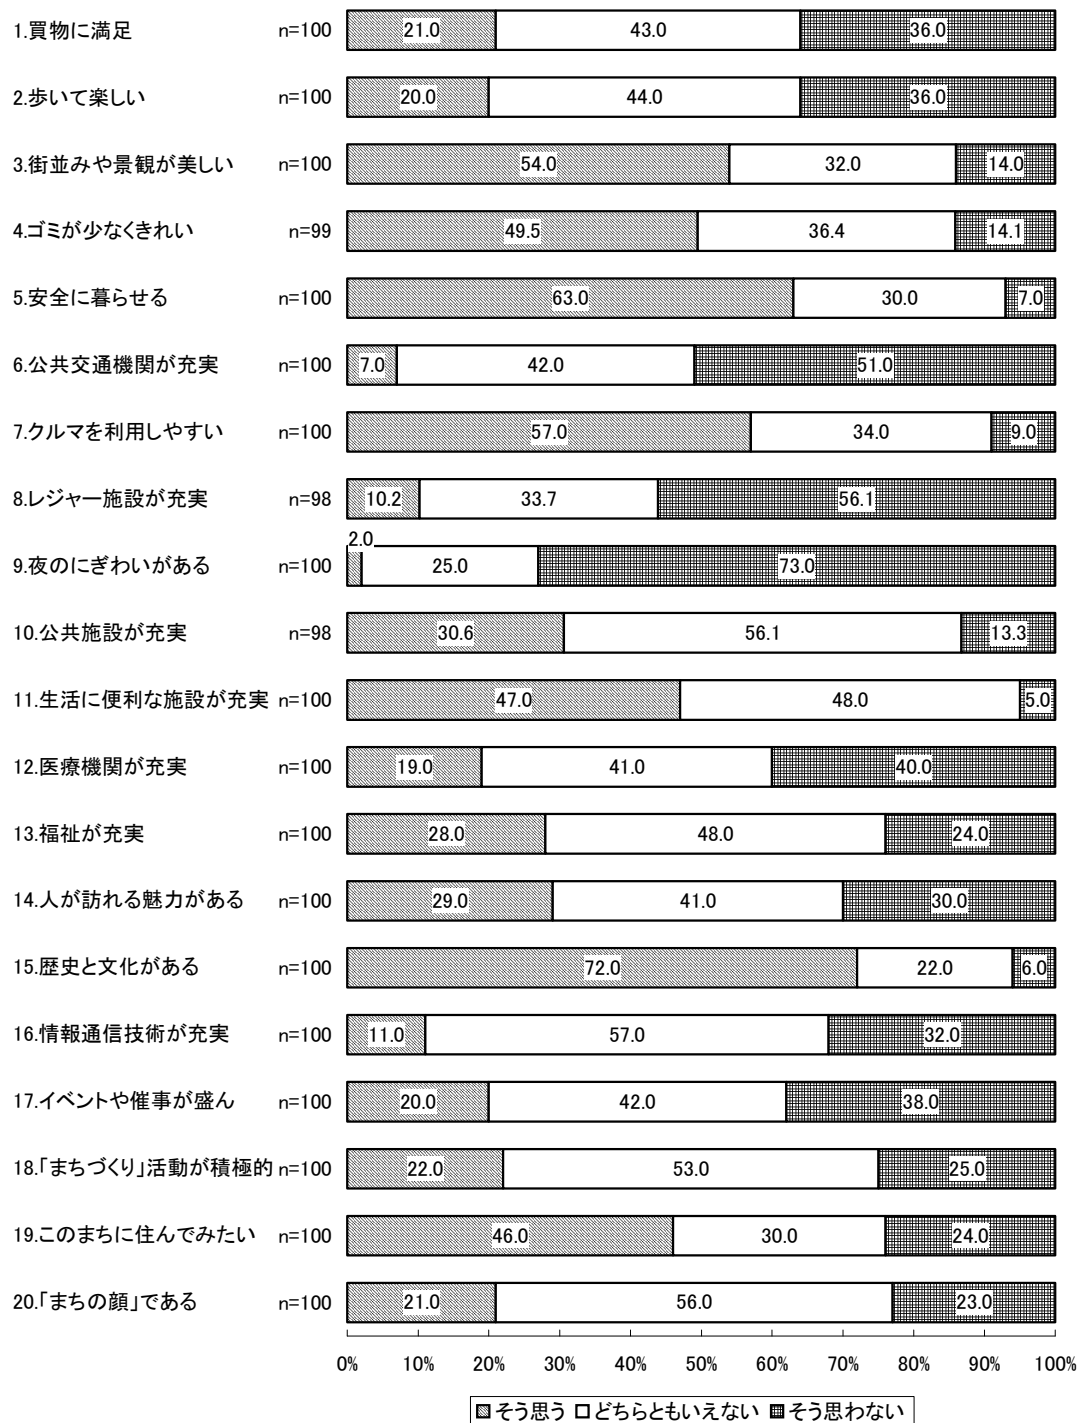 1.買物に満足 n=100 21.0 43.0 36.0
2.歩いて楽しい n=100 20.0 44.0 36.0
3.街並みや景観が美しい n=100 54.0 32.0 14.0
4.ゴミが少なくきれい n=99 49.5 36.4 14.1
5.安全に暮らせる n=100 63.0 30.0 7.0
6.公共交通機関が充実 n=100 7.0 42.0 51.0
7.クルマを利用しやすい n=100 57.0 34.0 9.0
8.レジャー施設が充実 n=98 10.2 33.7 56.1
9.夜のにぎわいがある n=100 2.0 25.0 73.0
10.公共施設が充実 n=98 30.6 56.1 13.3
11.生活に便利な施設が充実 n=100 47.0 48.0 5.0
12.医療機関が充実 n=100 19.0 41.0 40.0
13.福祉が充実 n=100 28.0 48.0 24.0
14.人が訪れる魅力がある n=100 29.0 41.0 30.0
15.歴史と文化がある n=100 72.0 22.0 6.0
16.情報通信技術が充実 n=100 11.0 57.0 32.0
17.イベントや催事が盛ん n=100 20.0 42.0 38.0
18.「まちづくり」活動が積極的 n=100 22.0 53.0 25.0
19.このまちに住んでみたい n=100 46.0 30.0 24.0
20.「まちの顔」である n=100 21.0 56.0 23.0
0% 10% 20% 30% 40% 50% 60% 70% 80% 90% 100%
そう思う どちらともいえない そう思わない